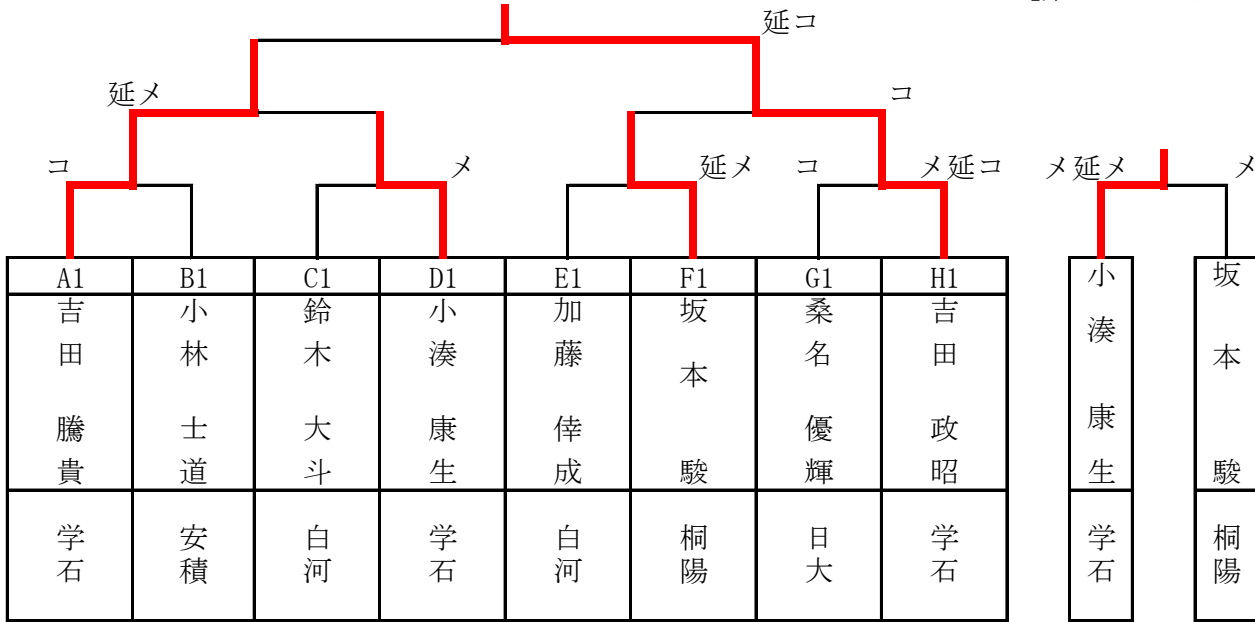 延コ
延メ
コ
コ
メ
延メ
コ
メ延コ
メ延メ
メ
A1 B1 C1 D1 E1 F1 G1 H1
吉田騰貴
小林士道
鈴木大斗
小湊康生
加藤倖成
坂本駿
桑名優輝
吉田政昭
小湊康生
坂本駿
学石
安積
白河
学石
白河
桐陽
日大
学石
学石
桐陽